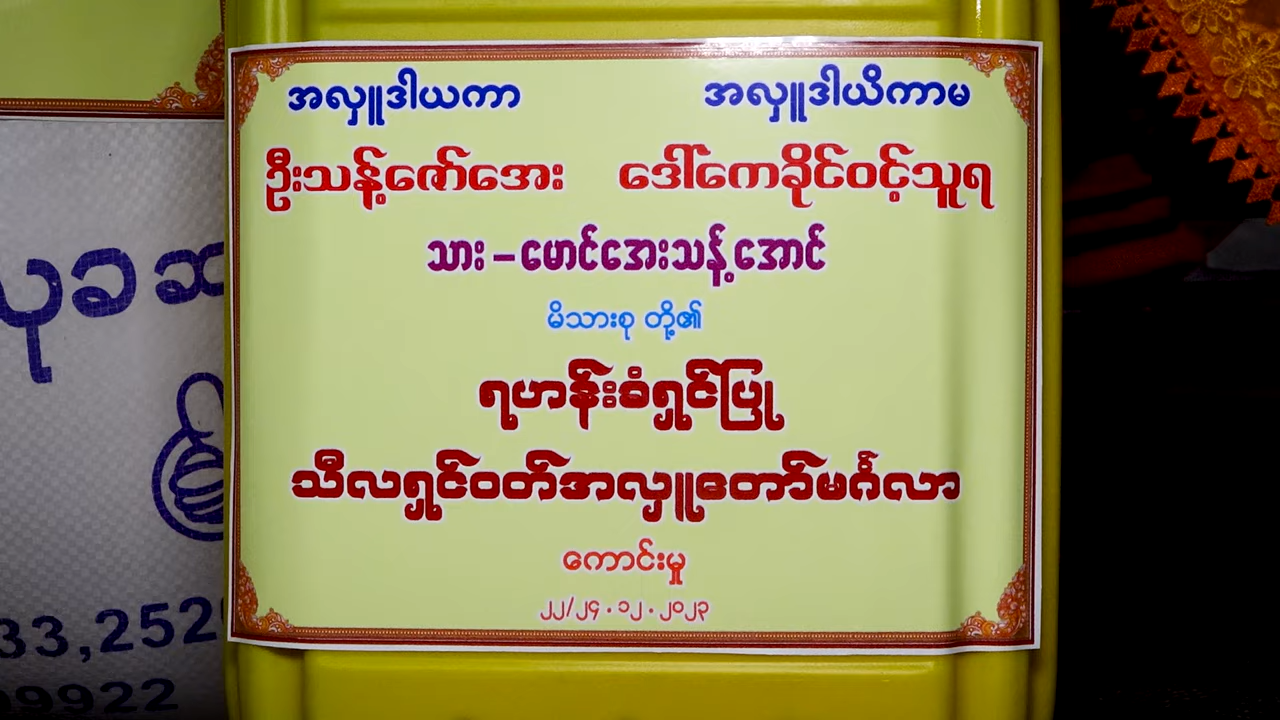 အလှူဒါယကာ အလှူဒါယိကာမ
ဦးသန့်ဇော်အေး ဒေါ်ကေခိုင်ဝင့်သူရ
သား – မောင်အေးသန့်အောင်
မိသားစု တို့၏
ရဟန်းခံရှင်ပြု
သီလရှင်ဝတ်အလှူတော်မင်္ဂလာ
ကောင်းမှု
၂၂/၂၄.၁၂.၂၀၂၃
33,252
99922